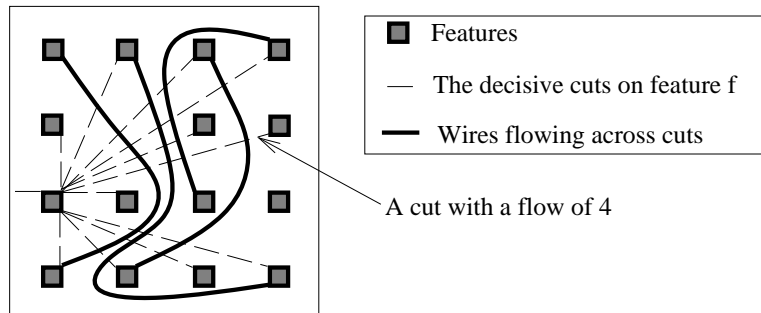 Features
The decisive cuts on feature f
Wires flowing across cuts
A cut with a flow of 4